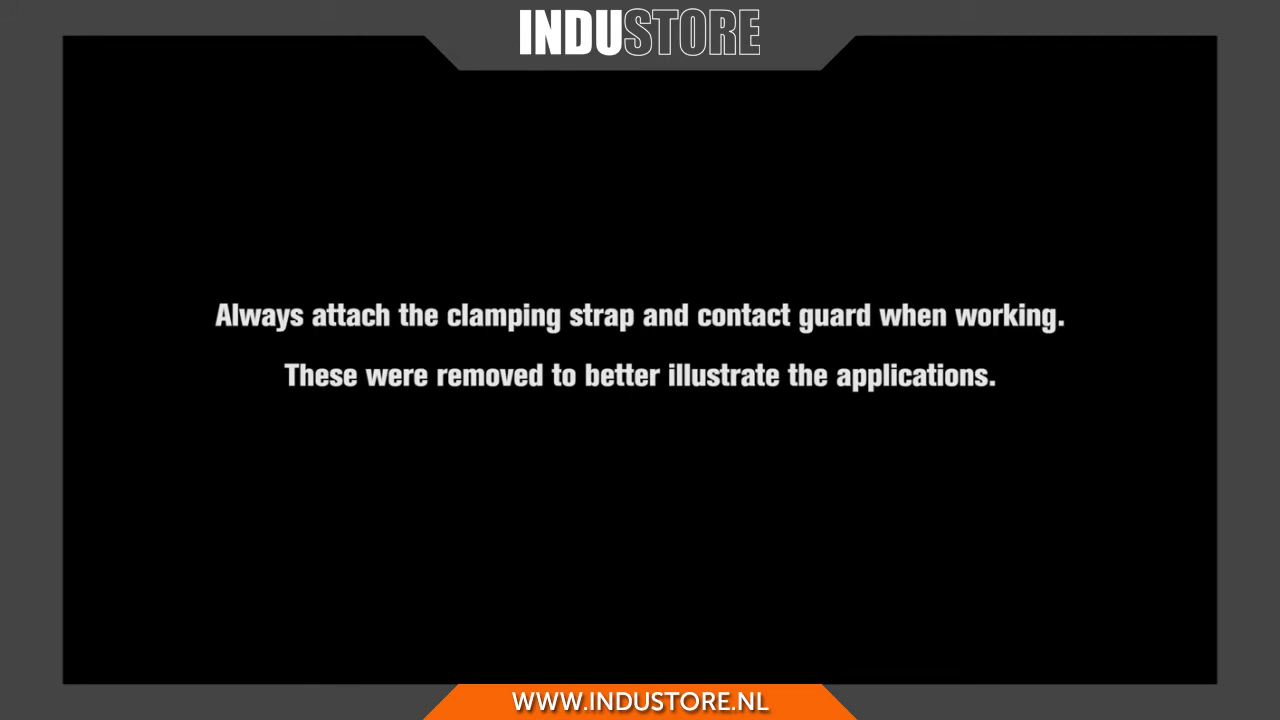 INDUSTORE
Always attach the clamping strap and contact guard when working.
These were removed to better illustrate the applications.
WWW.INDUSTORE.NL